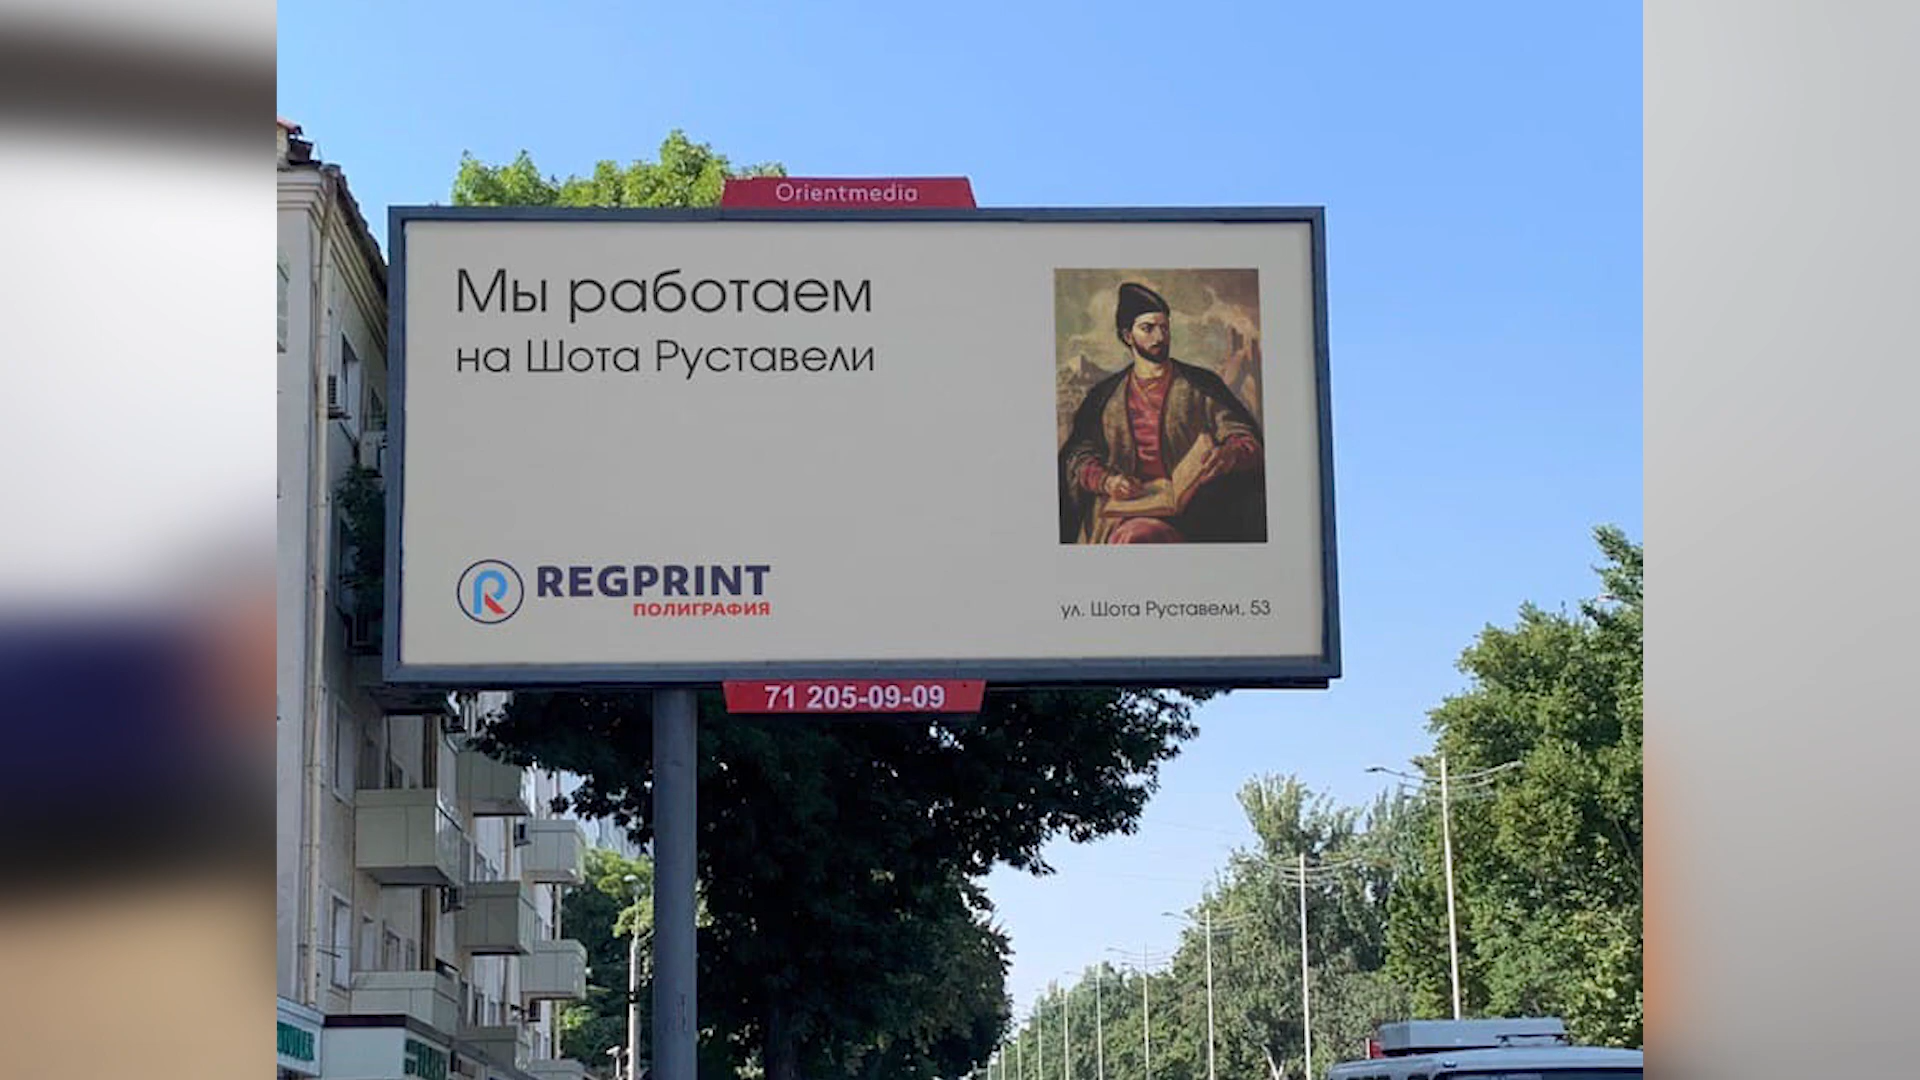 Orientmedia
Мы работаем
на Шота Руставели
REGPRINT
ПОЛИГРАФИЯ
ул. Шота Руставели, 53
71 205-09-09